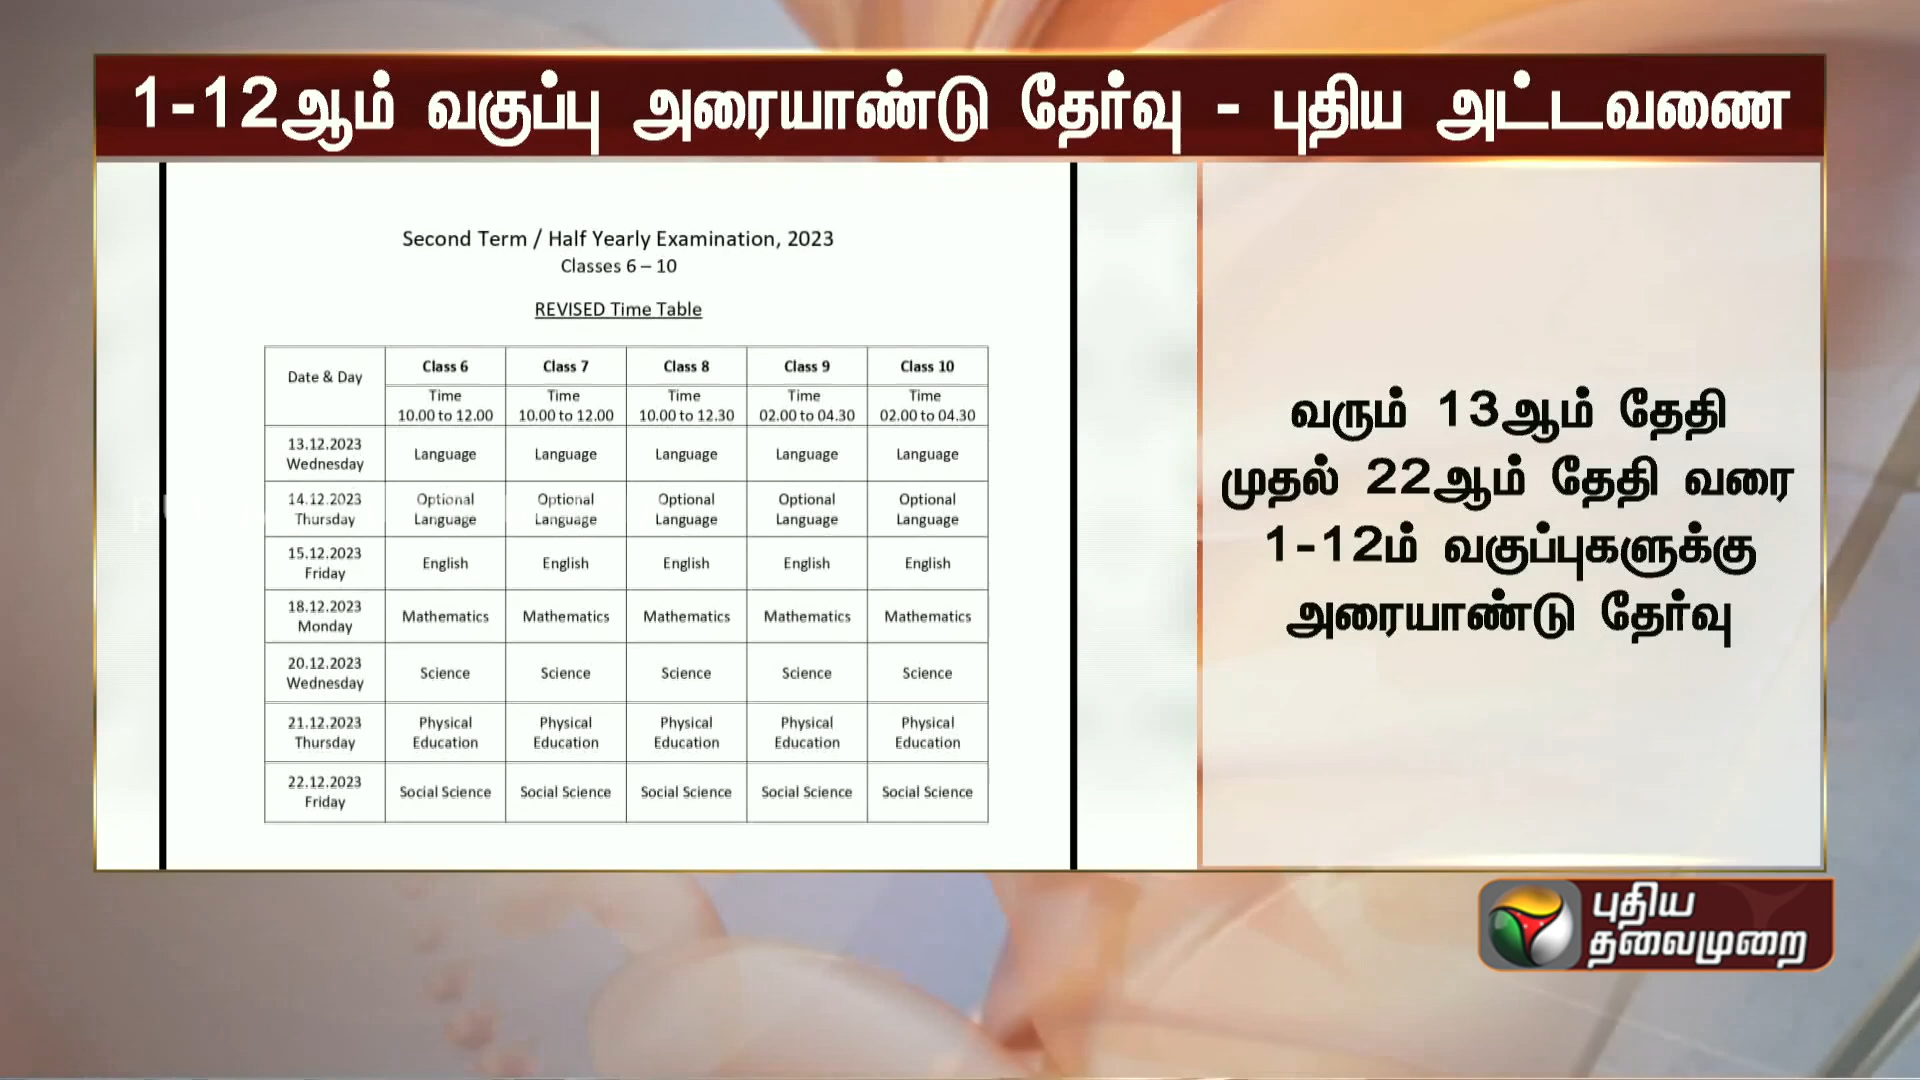 1-12ஆம் வகுப்பு அரையாண்டு தேர்வு - புதிய அட்டவணை
Second Term / Half Yearly Examination, 2023
Classes 6 – 10
REVISED Time Table
Date & Day Class 6 Class 7 Class 8 Class 9 Class 10
Time Time Time Time Time
10.00 to 12.00 10.00 to 12.00 10.00 to 12.30 02.00 to 04.30 02.00 to 04.30
13.12.2023
Wednesday Language Language Language Language Language
14.12.2023 Optional Optional Optional Optional Optional
Thursday Language Language Language Language Language
15.12.2023
Friday English English English English English
18.12.2023
Monday Mathematics Mathematics Mathematics Mathematics Mathematics
20.12.2023
Wednesday Science Science Science Science Science
21.12.2023 Physical Physical Physical Physical Physical
Thursday Education Education Education Education Education
22.12.2023
Friday Social Science Social Science Social Science Social Science Social Science
வரும் 13ஆம் தேதி
முதல் 22ஆம் தேதி வரை
1-12ம் வகுப்புகளுக்கு
அரையாண்டு தேர்வு
புதிய
தலைமுறை